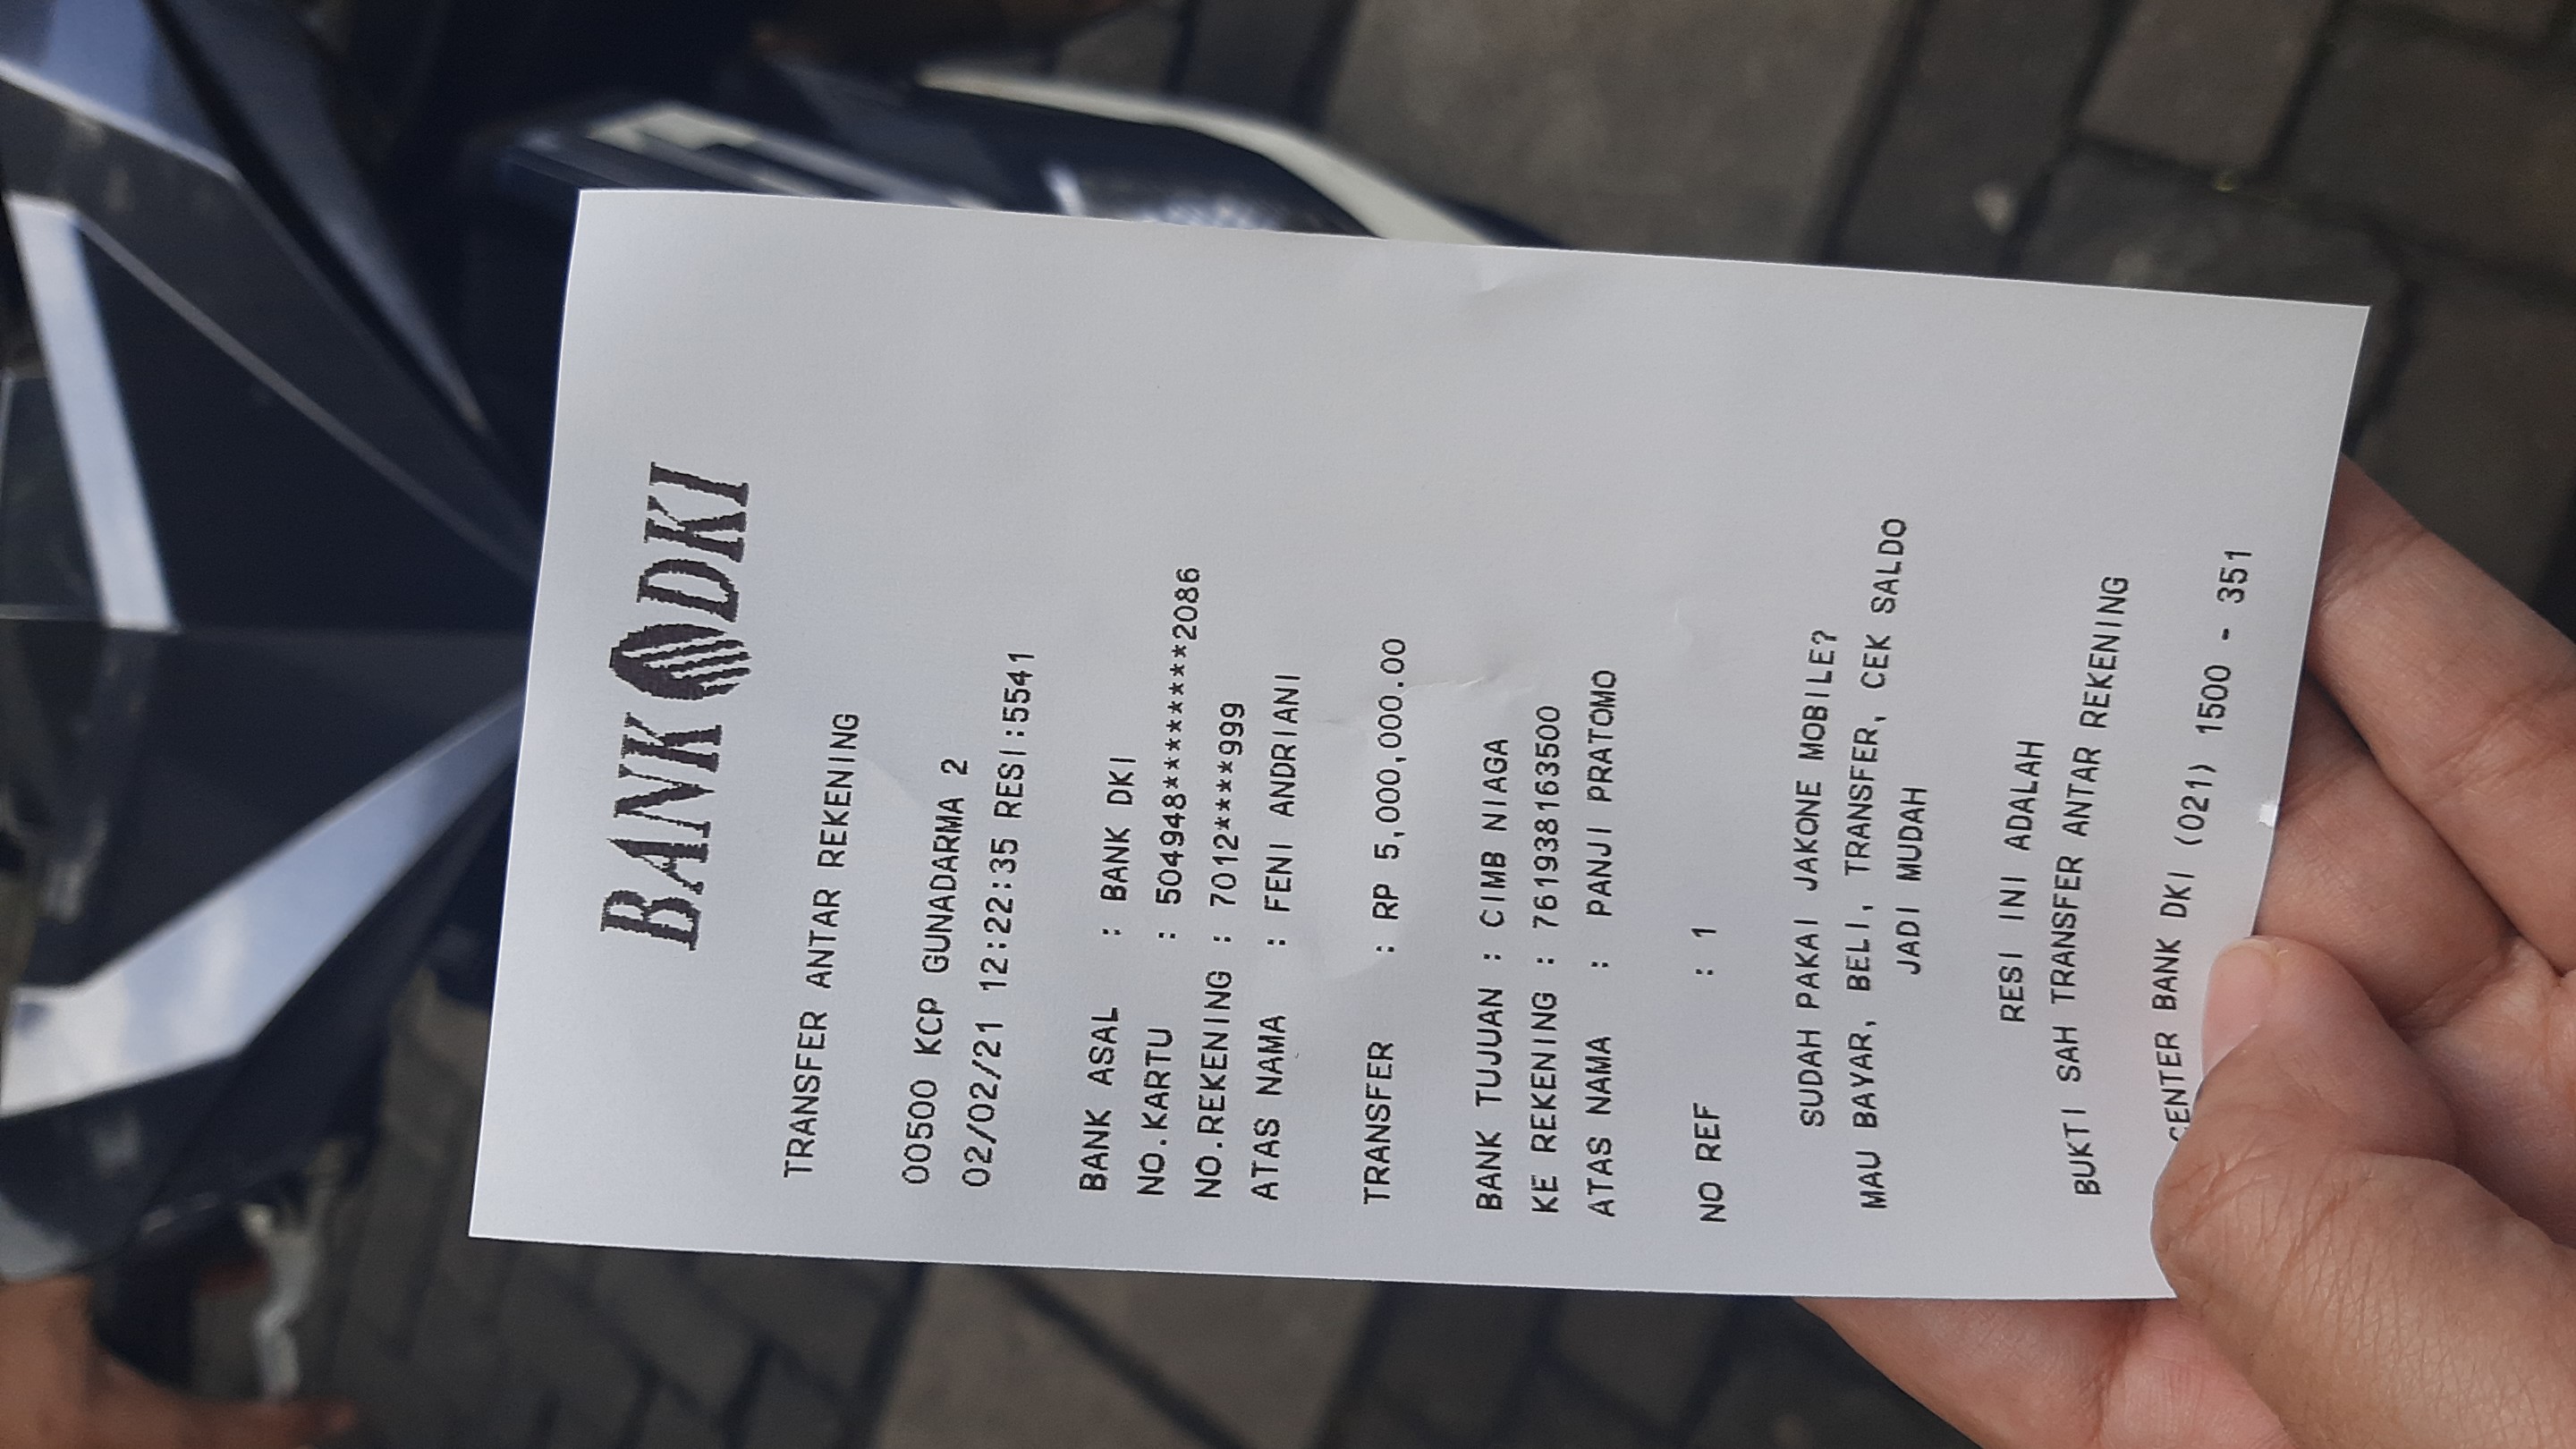 BANK DKI
TRANSFER ANTAR REKENING
00500 KCP GUNADARMA 2
02/02/21 12:22:35 RESI:5541
BANK ASAL : BANK DKI
NO.KARTU : 504948********2086
NO.REKENING : 7012****999
ATAS NAMA : FENI ANDRIANI
TRANSFER : RP 5,000,000.00
BANK TUJUAN : CIMB NIAGA
KE REKENING : 761938163500
ATAS NAMA : PANJI PRATOMO
NO REF : 1
SUDAH PAKAI JAKONE MOBILE?
MAU BAYAR, BELI, TRANSFER, CEK SALDO
JADI MUDAH
RESI INI ADALAH
BUKTI SAH TRANSFER ANTAR REKENING
CENTER BANK DKI (021) 1500 - 351